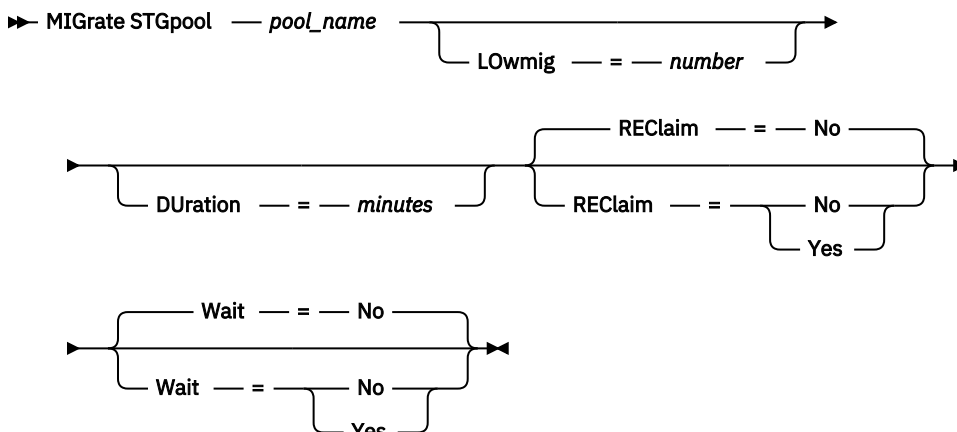 MIGrate STGpool — pool_name
LOwmig — = — number
REClaim — = — No
DUration — = — minutes
REClaim — = — No
Yes
Wait — = — No
Wait — = — No
Yes